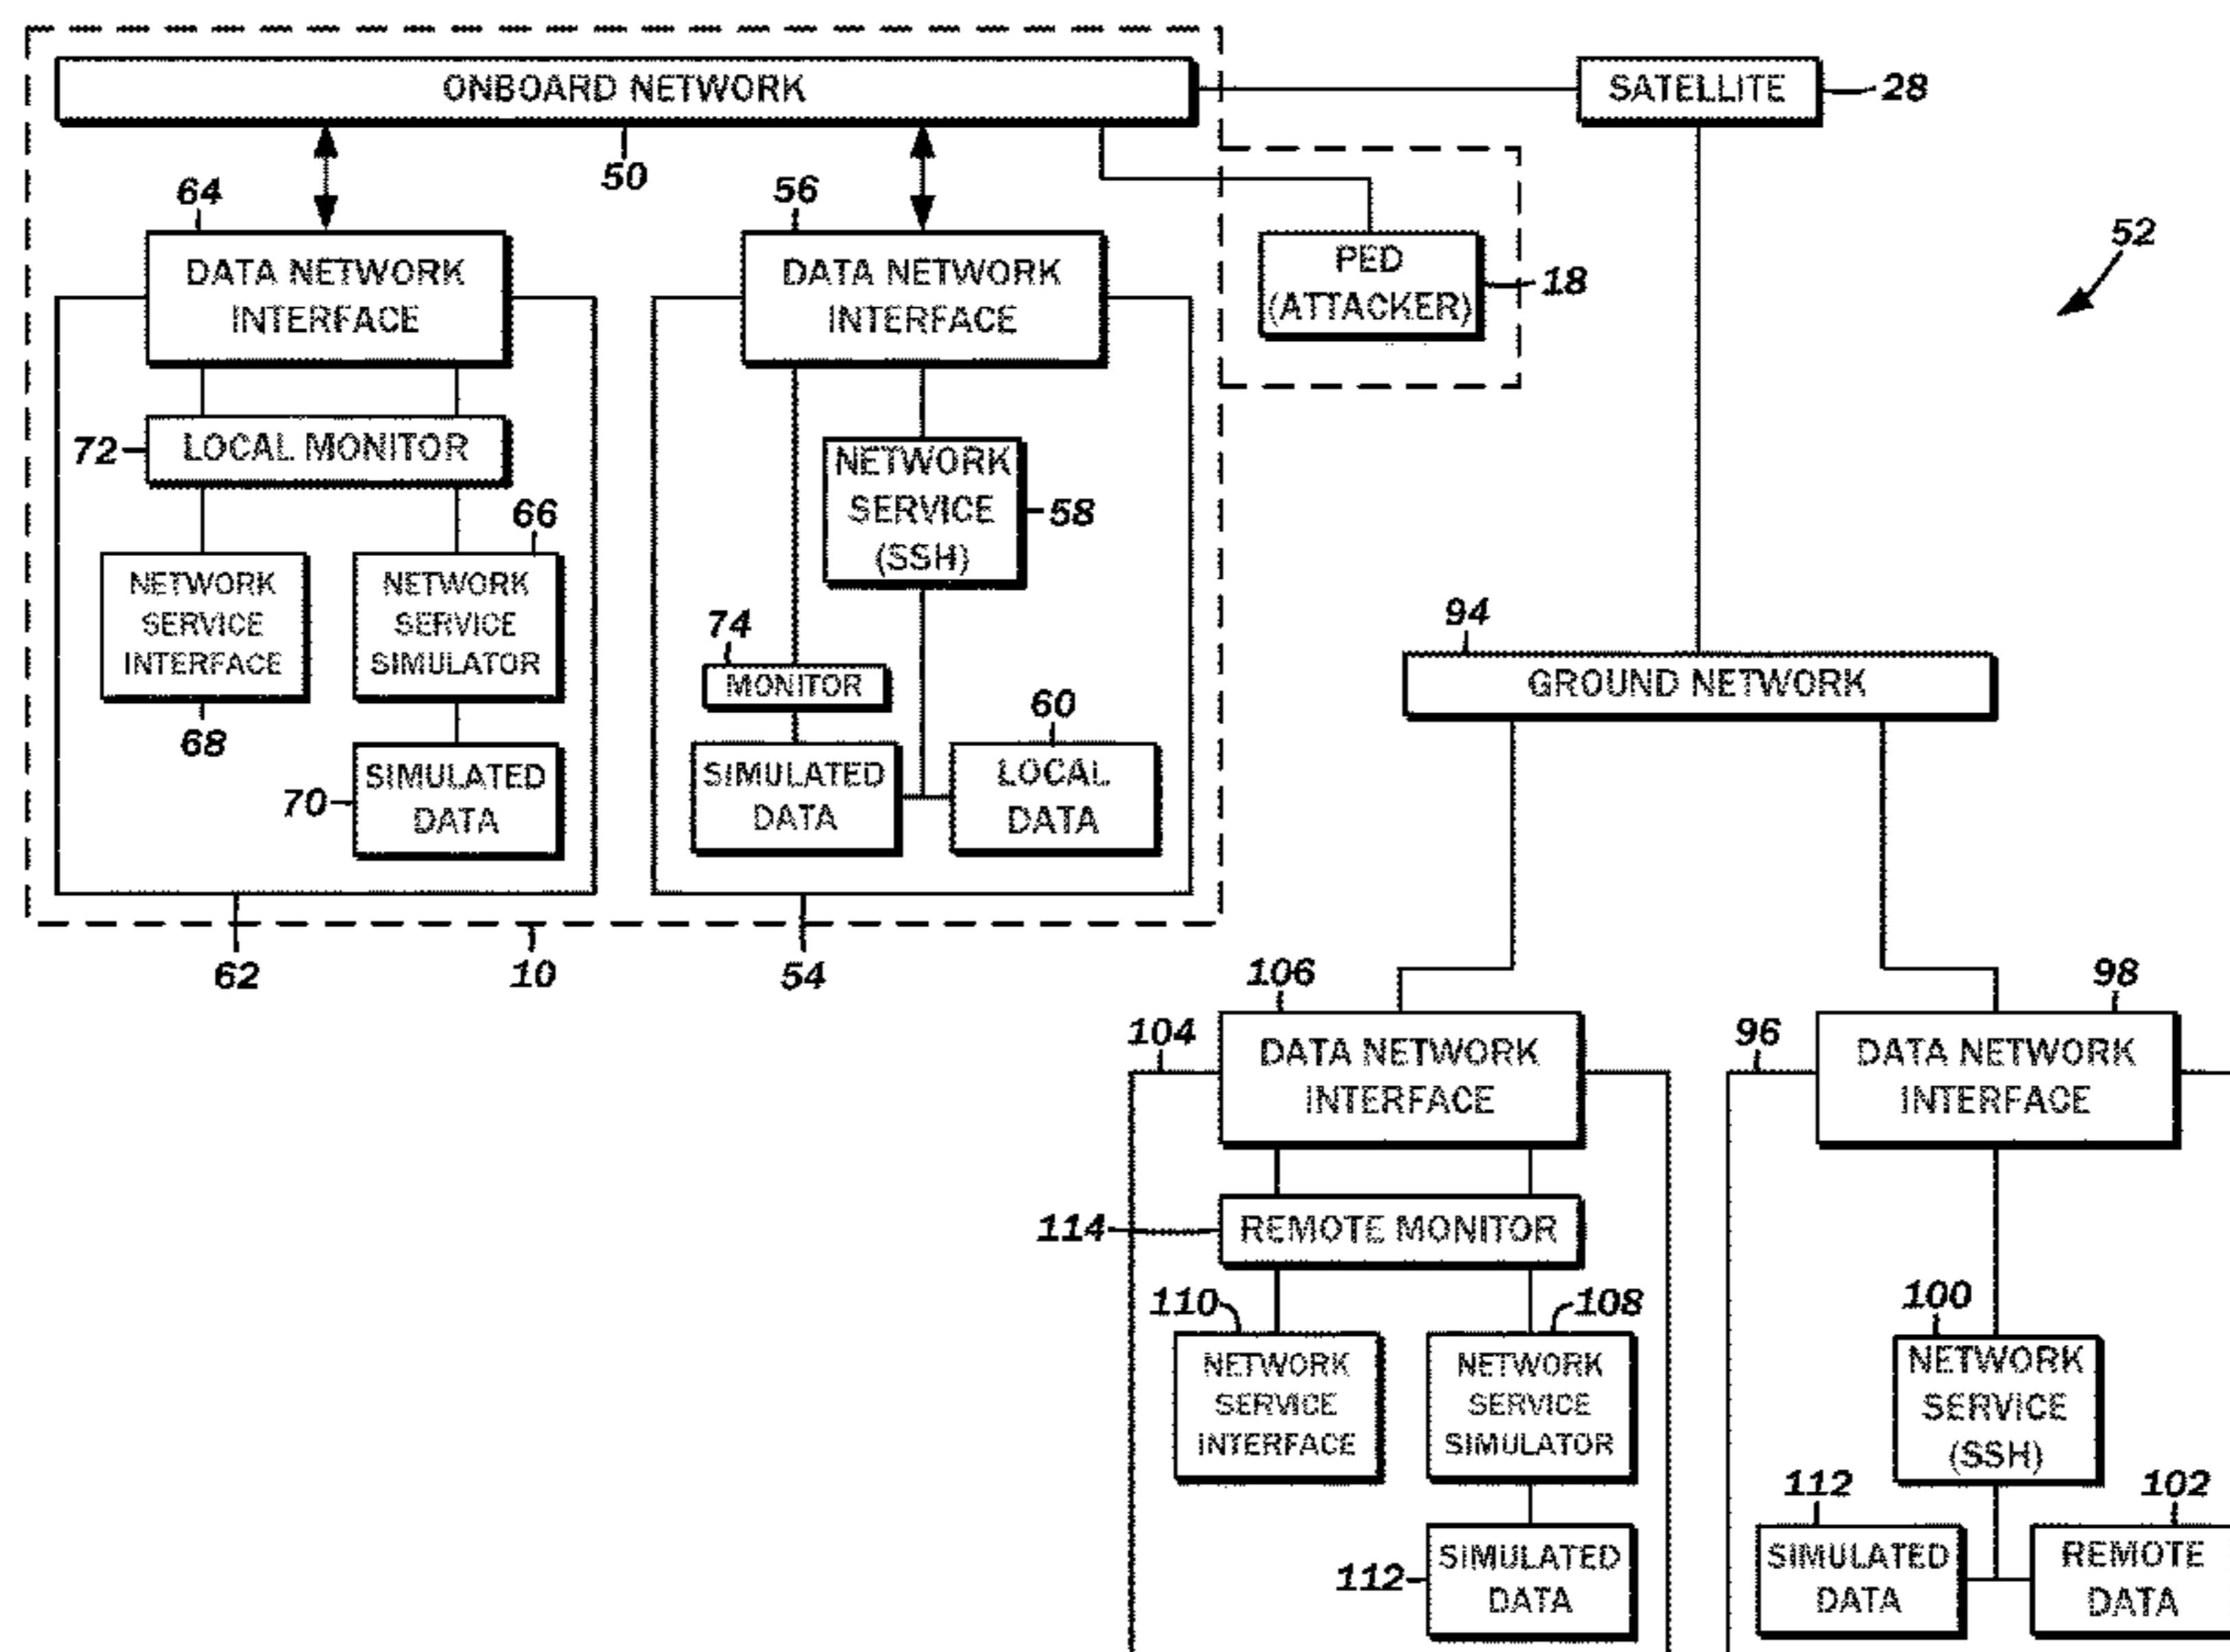 ONBOARD NETWORK
SATELLITE
28
50
64
56
52
DATA NETWORK
INTERFACE
DATA NETWORK
INTERFACE
PED
(ATTACKER)
18
72
LOCAL MONITOR
NETWORK
SERVICE
(SSH)
58
66
NETWORK
SERVICE
INTERFACE
NETWORK
SERVICE
SIMULATOR
68
74
MONITOR
94
GROUND NETWORK
60
70
SIMULATED
DATA
SIMULATED
DATA
LOCAL
DATA
62
10
54
106
98
104
DATA NETWORK
INTERFACE
96
DATA NETWORK
INTERFACE
114
REMOTE MONITOR
110
108
100
NETWORK
SERVICE
INTERFACE
NETWORK
SERVICE
SIMULATOR
NETWORK
SERVICE
(SSH)
112
102
112
SIMULATED
DATA
SIMULATED
DATA
REMOTE
DATA